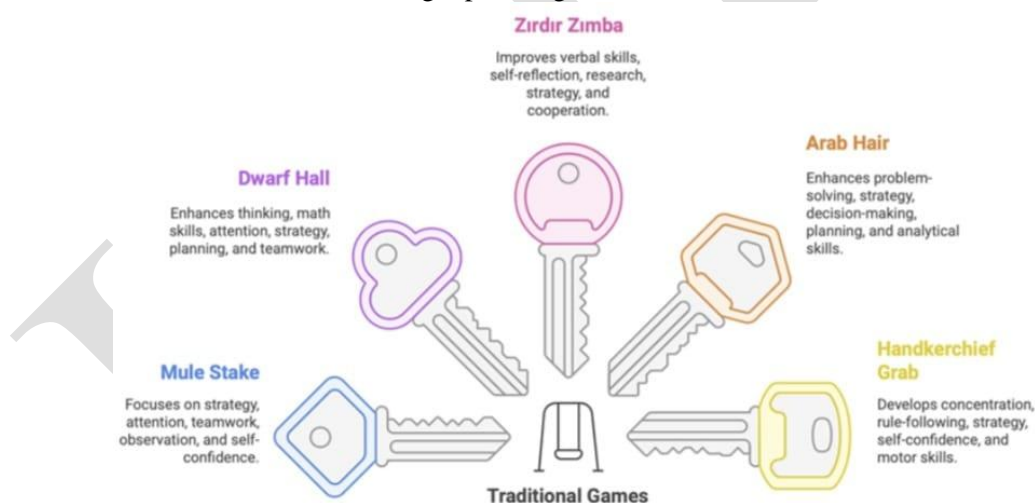 Zırdır Zımba
Improves verbal skills,
self-reflection, research,
strategy, and
cooperation.
Arab Hair
Enhances problem-
solving, strategy,
decision-making,
planning, and analytical
skills.
Dwarf Hall
Enhances thinking, math
skills, attention, strategy,
planning, and teamwork.
Handkerchief
Grab
Develops concentration,
rule-following, strategy,
self-confidence, and
motor skills.
Mule Stake
Focuses on strategy,
attention, teamwork,
observation, and self-
confidence.
Traditional Games